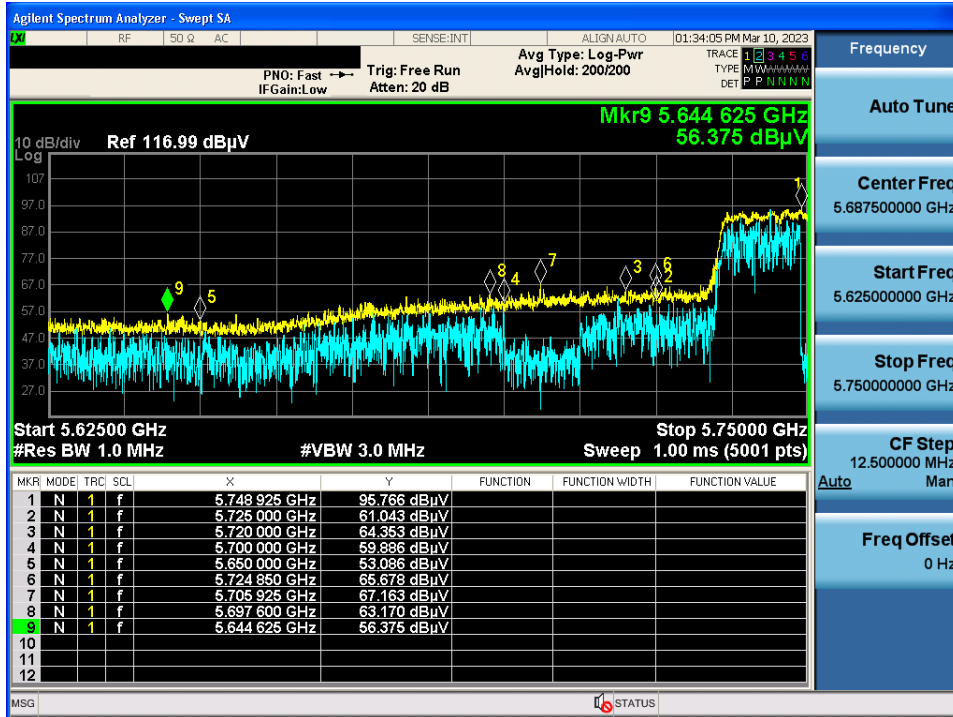 Agilent Spectrum Analyzer - Swept SA
LXI RF 50 Ω AC SENSE:INT ALIGN AUTO 01:34:05 PM Mar 10, 2023
PNO: Fast
IFGain:Low
Trig: Free Run
Atten: 20 dB
Avg Type: Log-Pwr
Avg|Hold: 200/200
TRACE 1 2 3 4 5 6
TYPE M W W W W W
DET P P N N N N
Mkr9 5.644 625 GHz
56.375 dBµV
10 dB/div Ref 116.99 dBµV
Log
107
97.0
87.0
77.0
67.0
57.0
47.0
37.0
27.0
1
2
3
4
5
6
7
8
9
Start 5.62500 GHz Stop 5.75000 GHz
#Res BW 1.0 MHz #VBW 3.0 MHz Sweep 1.00 ms (5001 pts)
MKR MODE TRC SCL X Y FUNCTION FUNCTION WIDTH FUNCTION VALUE
1 N 1 f 5.748 925 GHz 95.766 dBµV
2 N 1 f 5.725 000 GHz 61.043 dBµV
3 N 1 f 5.720 000 GHz 64.353 dBµV
4 N 1 f 5.700 000 GHz 59.886 dBµV
5 N 1 f 5.650 000 GHz 53.086 dBµV
6 N 1 f 5.724 850 GHz 65.678 dBµV
7 N 1 f 5.705 925 GHz 67.163 dBµV
8 N 1 f 5.697 600 GHz 63.170 dBµV
9 N 1 f 5.644 625 GHz 56.375 dBµV
10
11
12
MSG STATUS
Frequency
Auto Tune
Center Freq
5.687500000 GHz
Start Freq
5.625000000 GHz
Stop Freq
5.750000000 GHz
CF Step
12.500000 MHz
Auto Man
Freq Offset
0 Hz